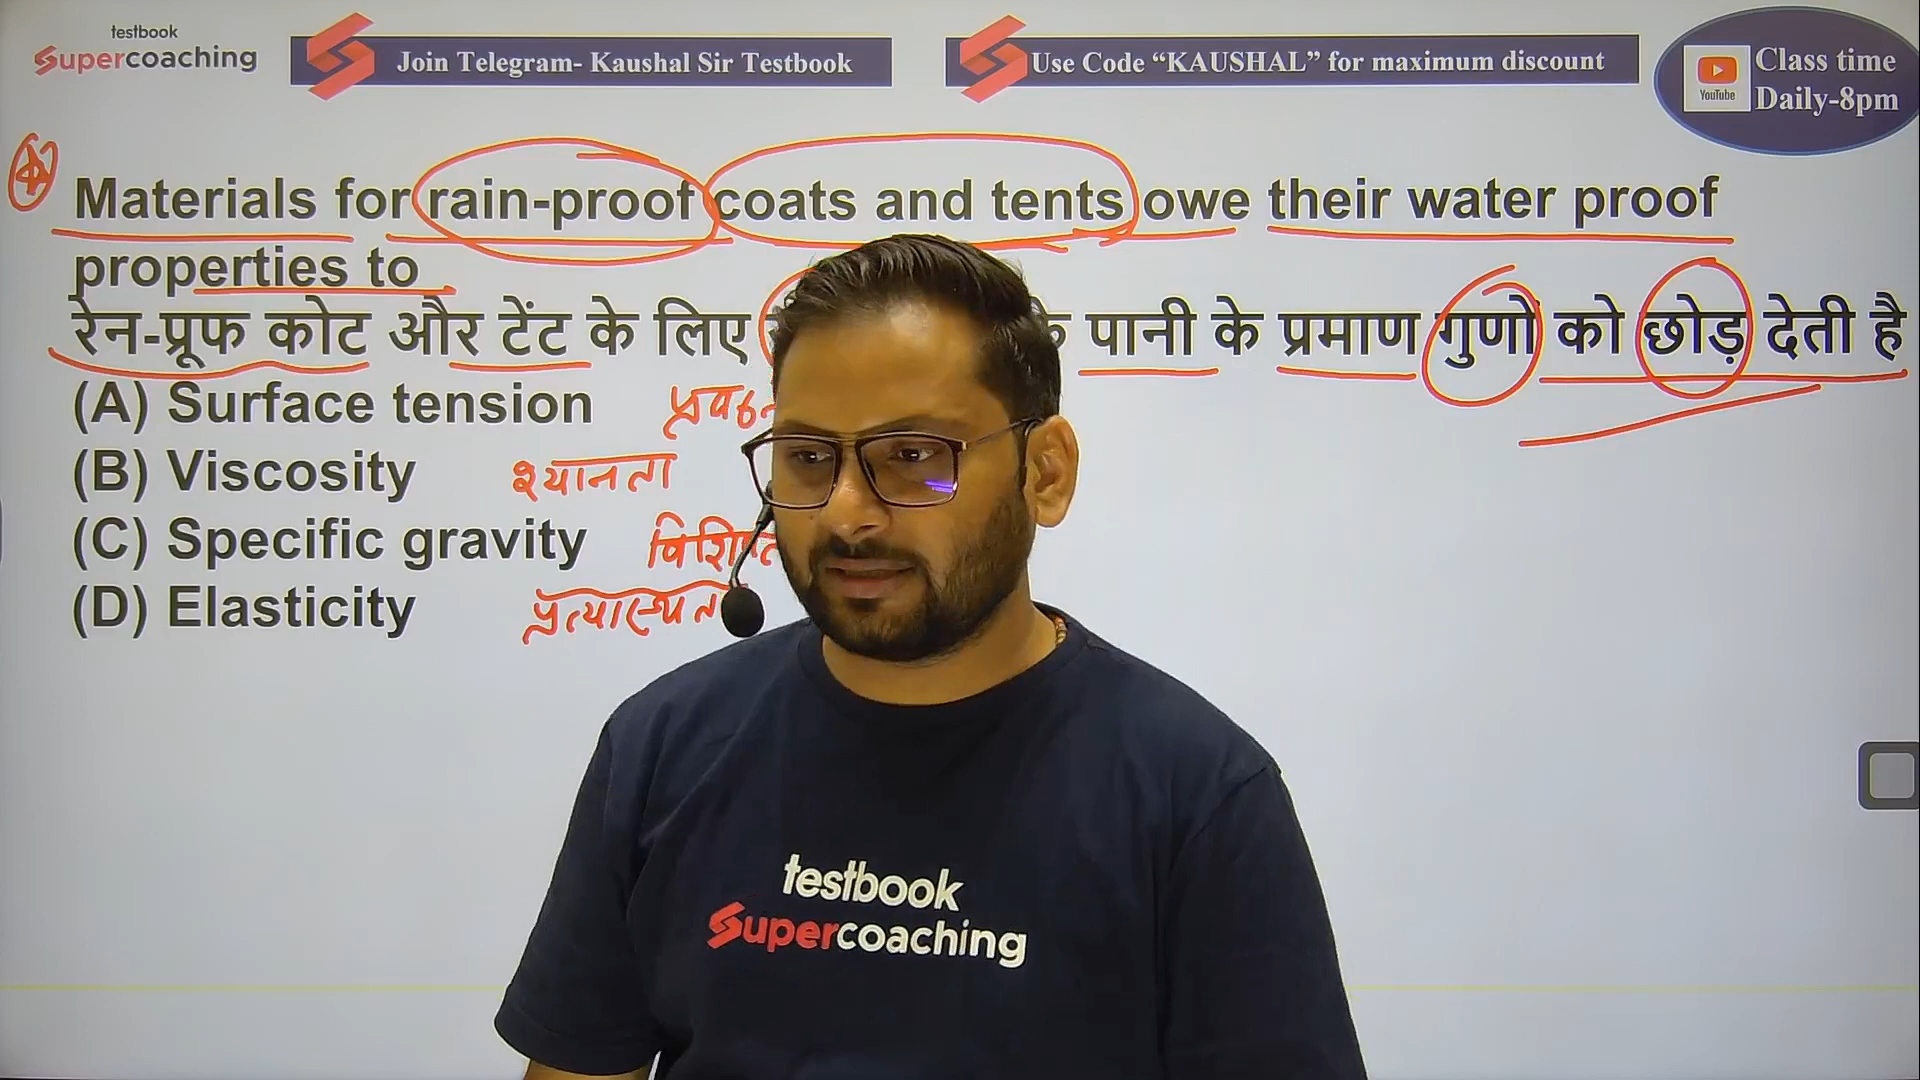 testbook
Supercoaching
Join Telegram- Kaushal Sir Testbook
Use Code “KAUSHAL” for maximum discount
YouTube
Class time
Daily-8pm
Materials for rain-proof coats and tents owe their water proof
properties to
रेन-प्रूफ कोट और टेंट के लिए पानी के प्रमाण गुणों को छोड़ देती है
(A) Surface tension
(B) Viscosity श्यानता
(C) Specific gravity
(D) Elasticity
testbook
Supercoaching